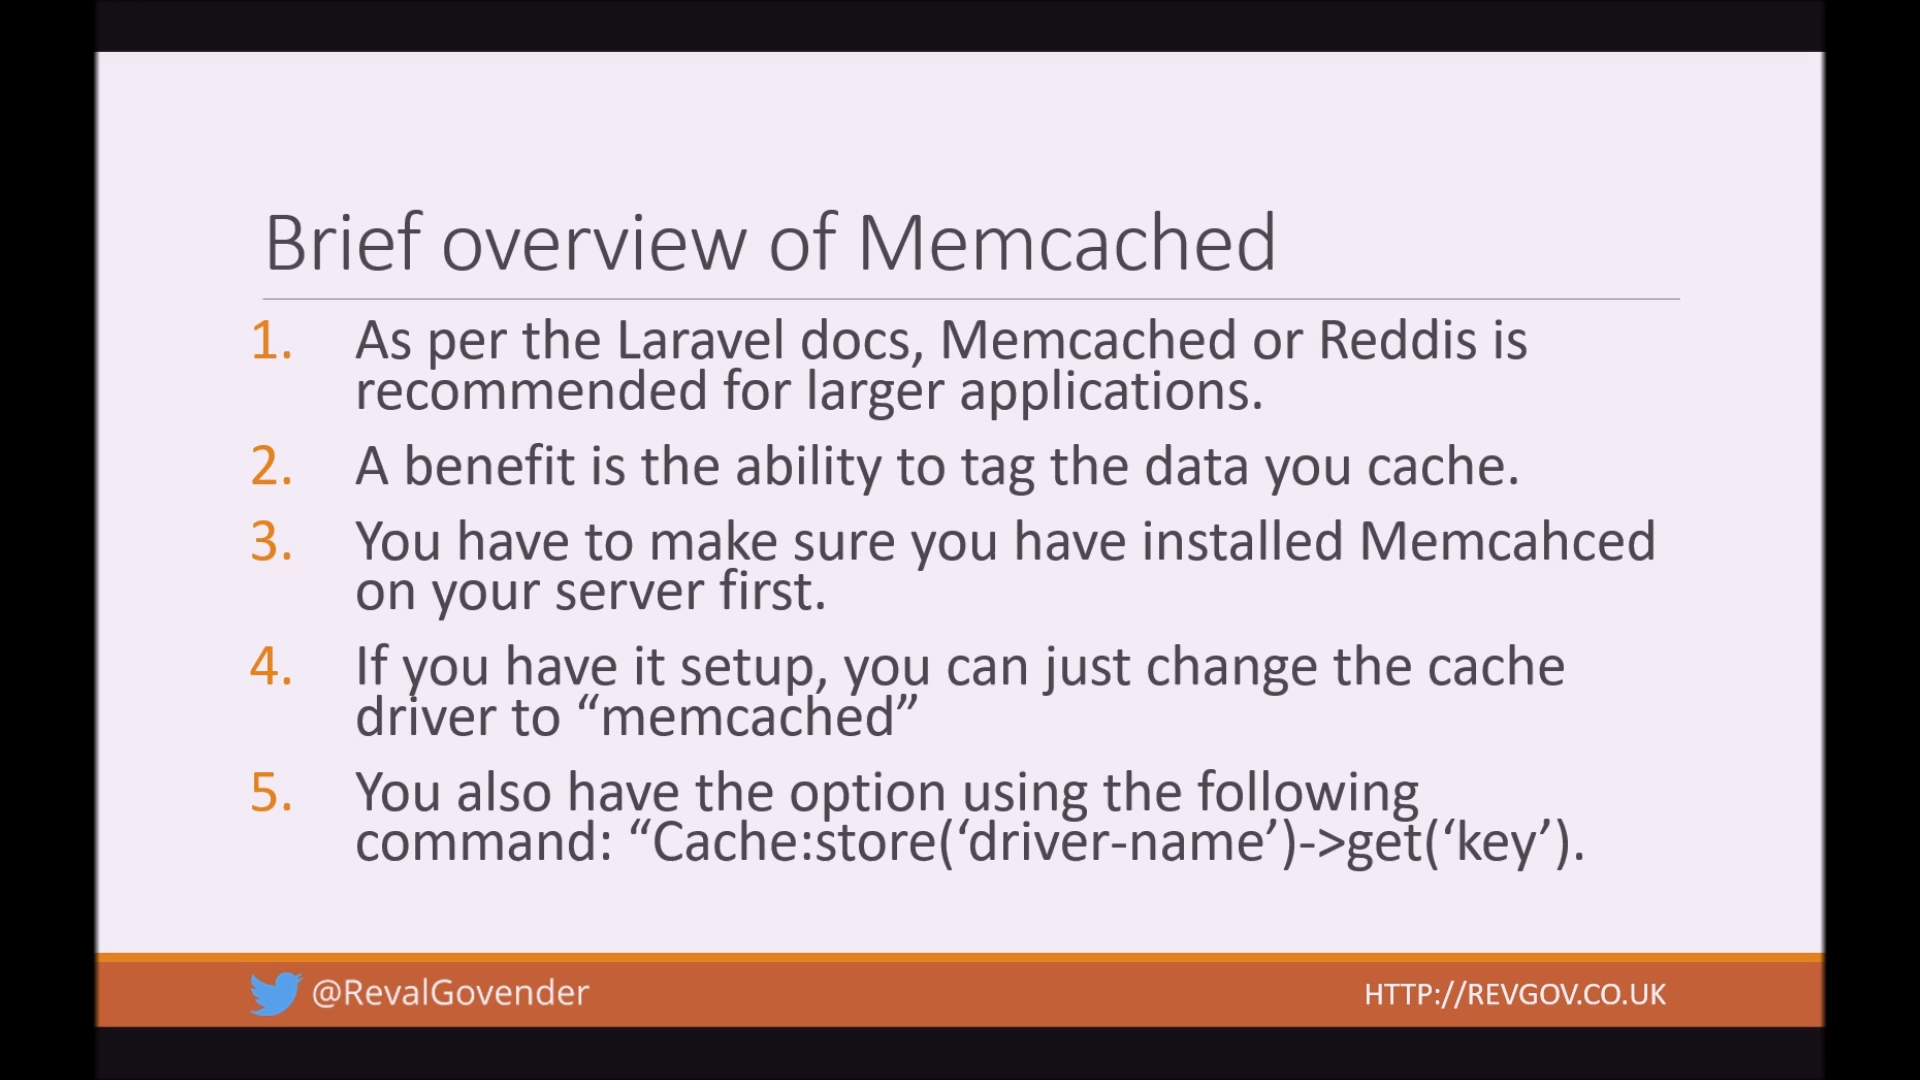 Brief overview of Memcached
1. As per the Laravel docs, Memcached or Reddis is
recommended for larger applications.
2. A benefit is the ability to tag the data you cache.
3. You have to make sure you have installed Memcahced
on your server first.
4. If you have it setup, you can just change the cache
driver to “memcached”
5. You also have the option using the following
command: “Cache:store(‘driver-name’)->get(‘key’).
@RevalGovender
HTTP://REVGOV.CO.UK